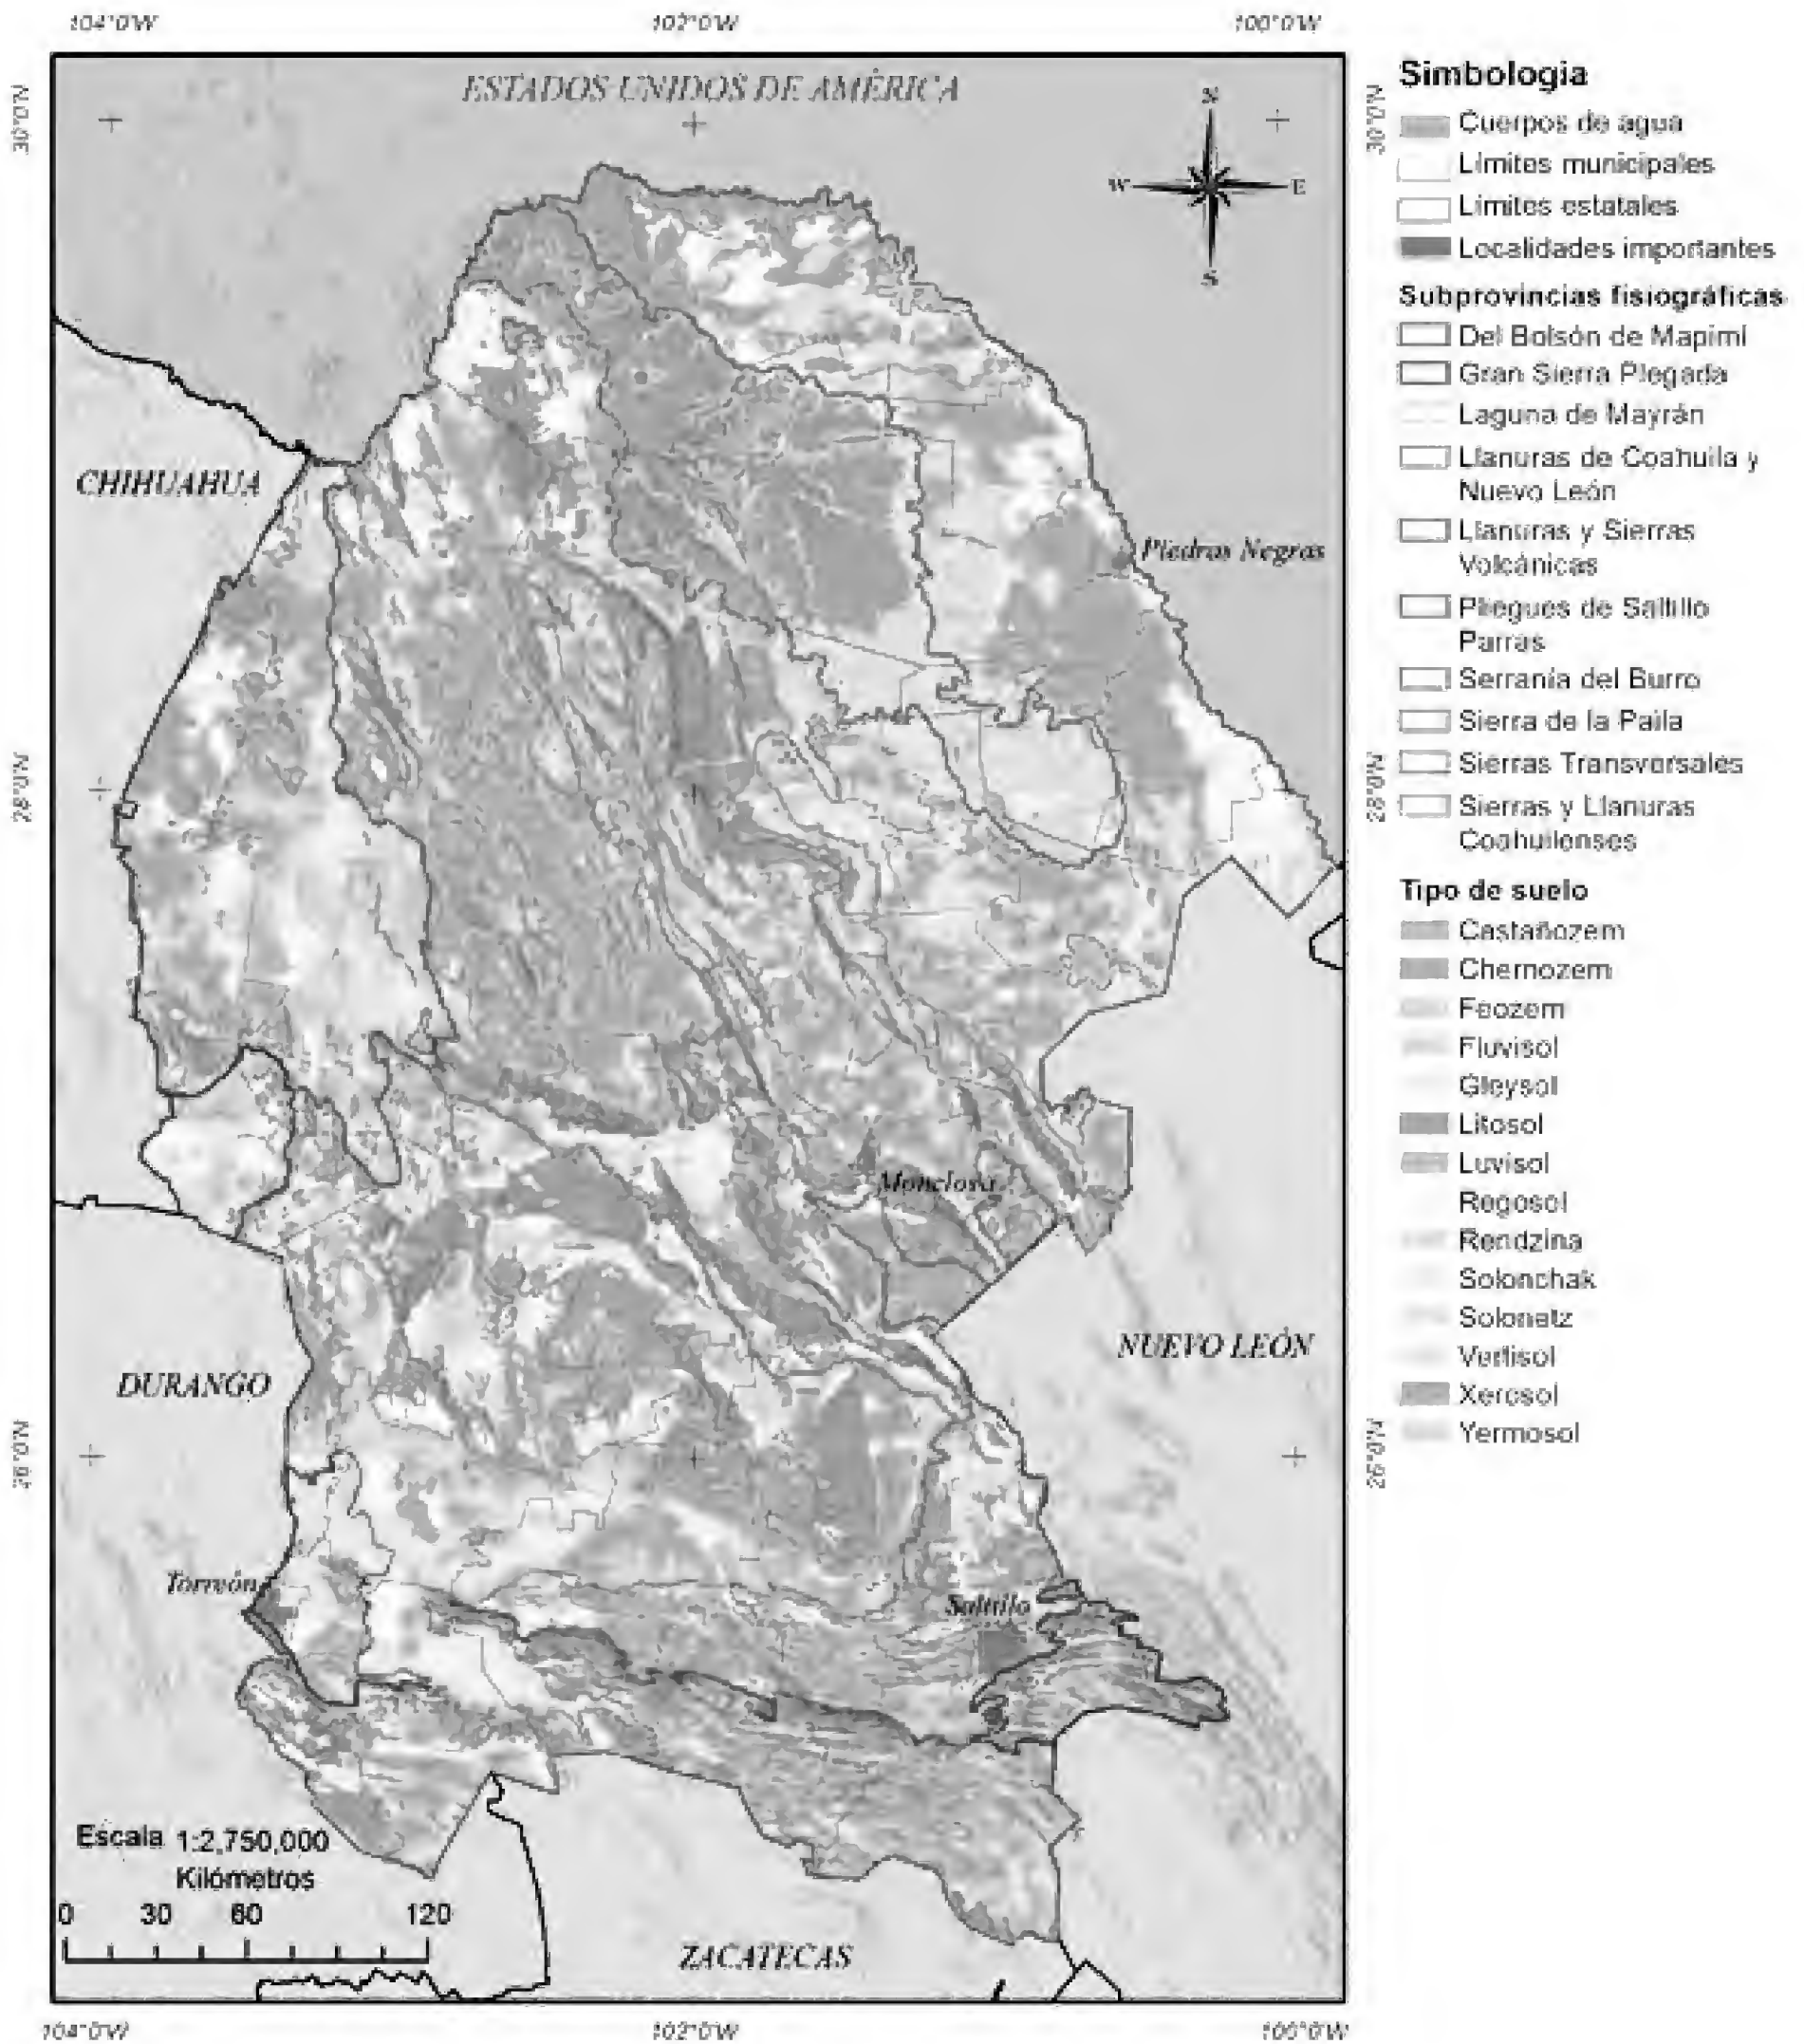 104°0'W 102°0'W 100°0'W
30°0'N
30°0'N
ESTADOS UNIDOS DE AMÉRICA
N
W E
S
CHIHUAHUA
Piedras Negras
28°0'N
28°0'N
Monclova
NUEVO LEÓN
DURANGO
26°0'N
26°0'N
Torreón
Saltillo
Escala 1:2,750,000
Kilómetros
0 30 60 120
ZACATECAS
104°0'W 102°0'W 100°0'W
Simbologia
Cuerpos de agua
Límites municipales
Límites estatales
Localidades importantes
Subprovincias fisiográficas
Del Bolsón de Mapimí
Gran Sierra Plegada
Laguna de Mayrán
Llanuras de Coahuila y
Nuevo León
Llanuras y Sierras
Volcánicas
Pliegues de Saltillo
Parras
Serranía del Burro
Sierra de la Paila
Sierras Transversales
Sierras y Llanuras
Coahuilenses
Tipo de suelo
Castañozem
Chernozem
Feozem
Fluvisol
Gleysol
Litosol
Luvisol
Regosol
Rendzina
Solonchak
Solonetz
Vertisol
Xerosol
Yermosol